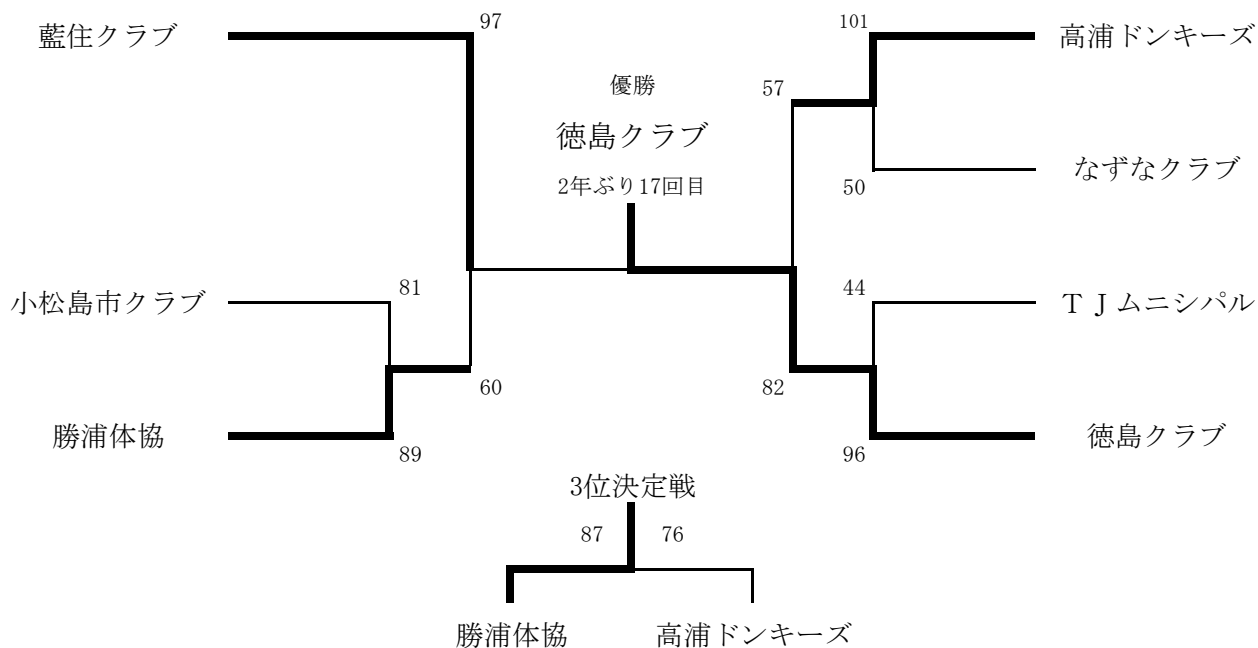 97
101
藍住クラブ
高浦ドンキーズ
優勝
57
徳島クラブ
なずなクラブ
2年ぶり17回目
50
81
44
小松島市クラブ
ＴＪムニシパル
60
82
勝浦体協
徳島クラブ
89
96
3位決定戦
87
76
勝浦体協
高浦ドンキーズ